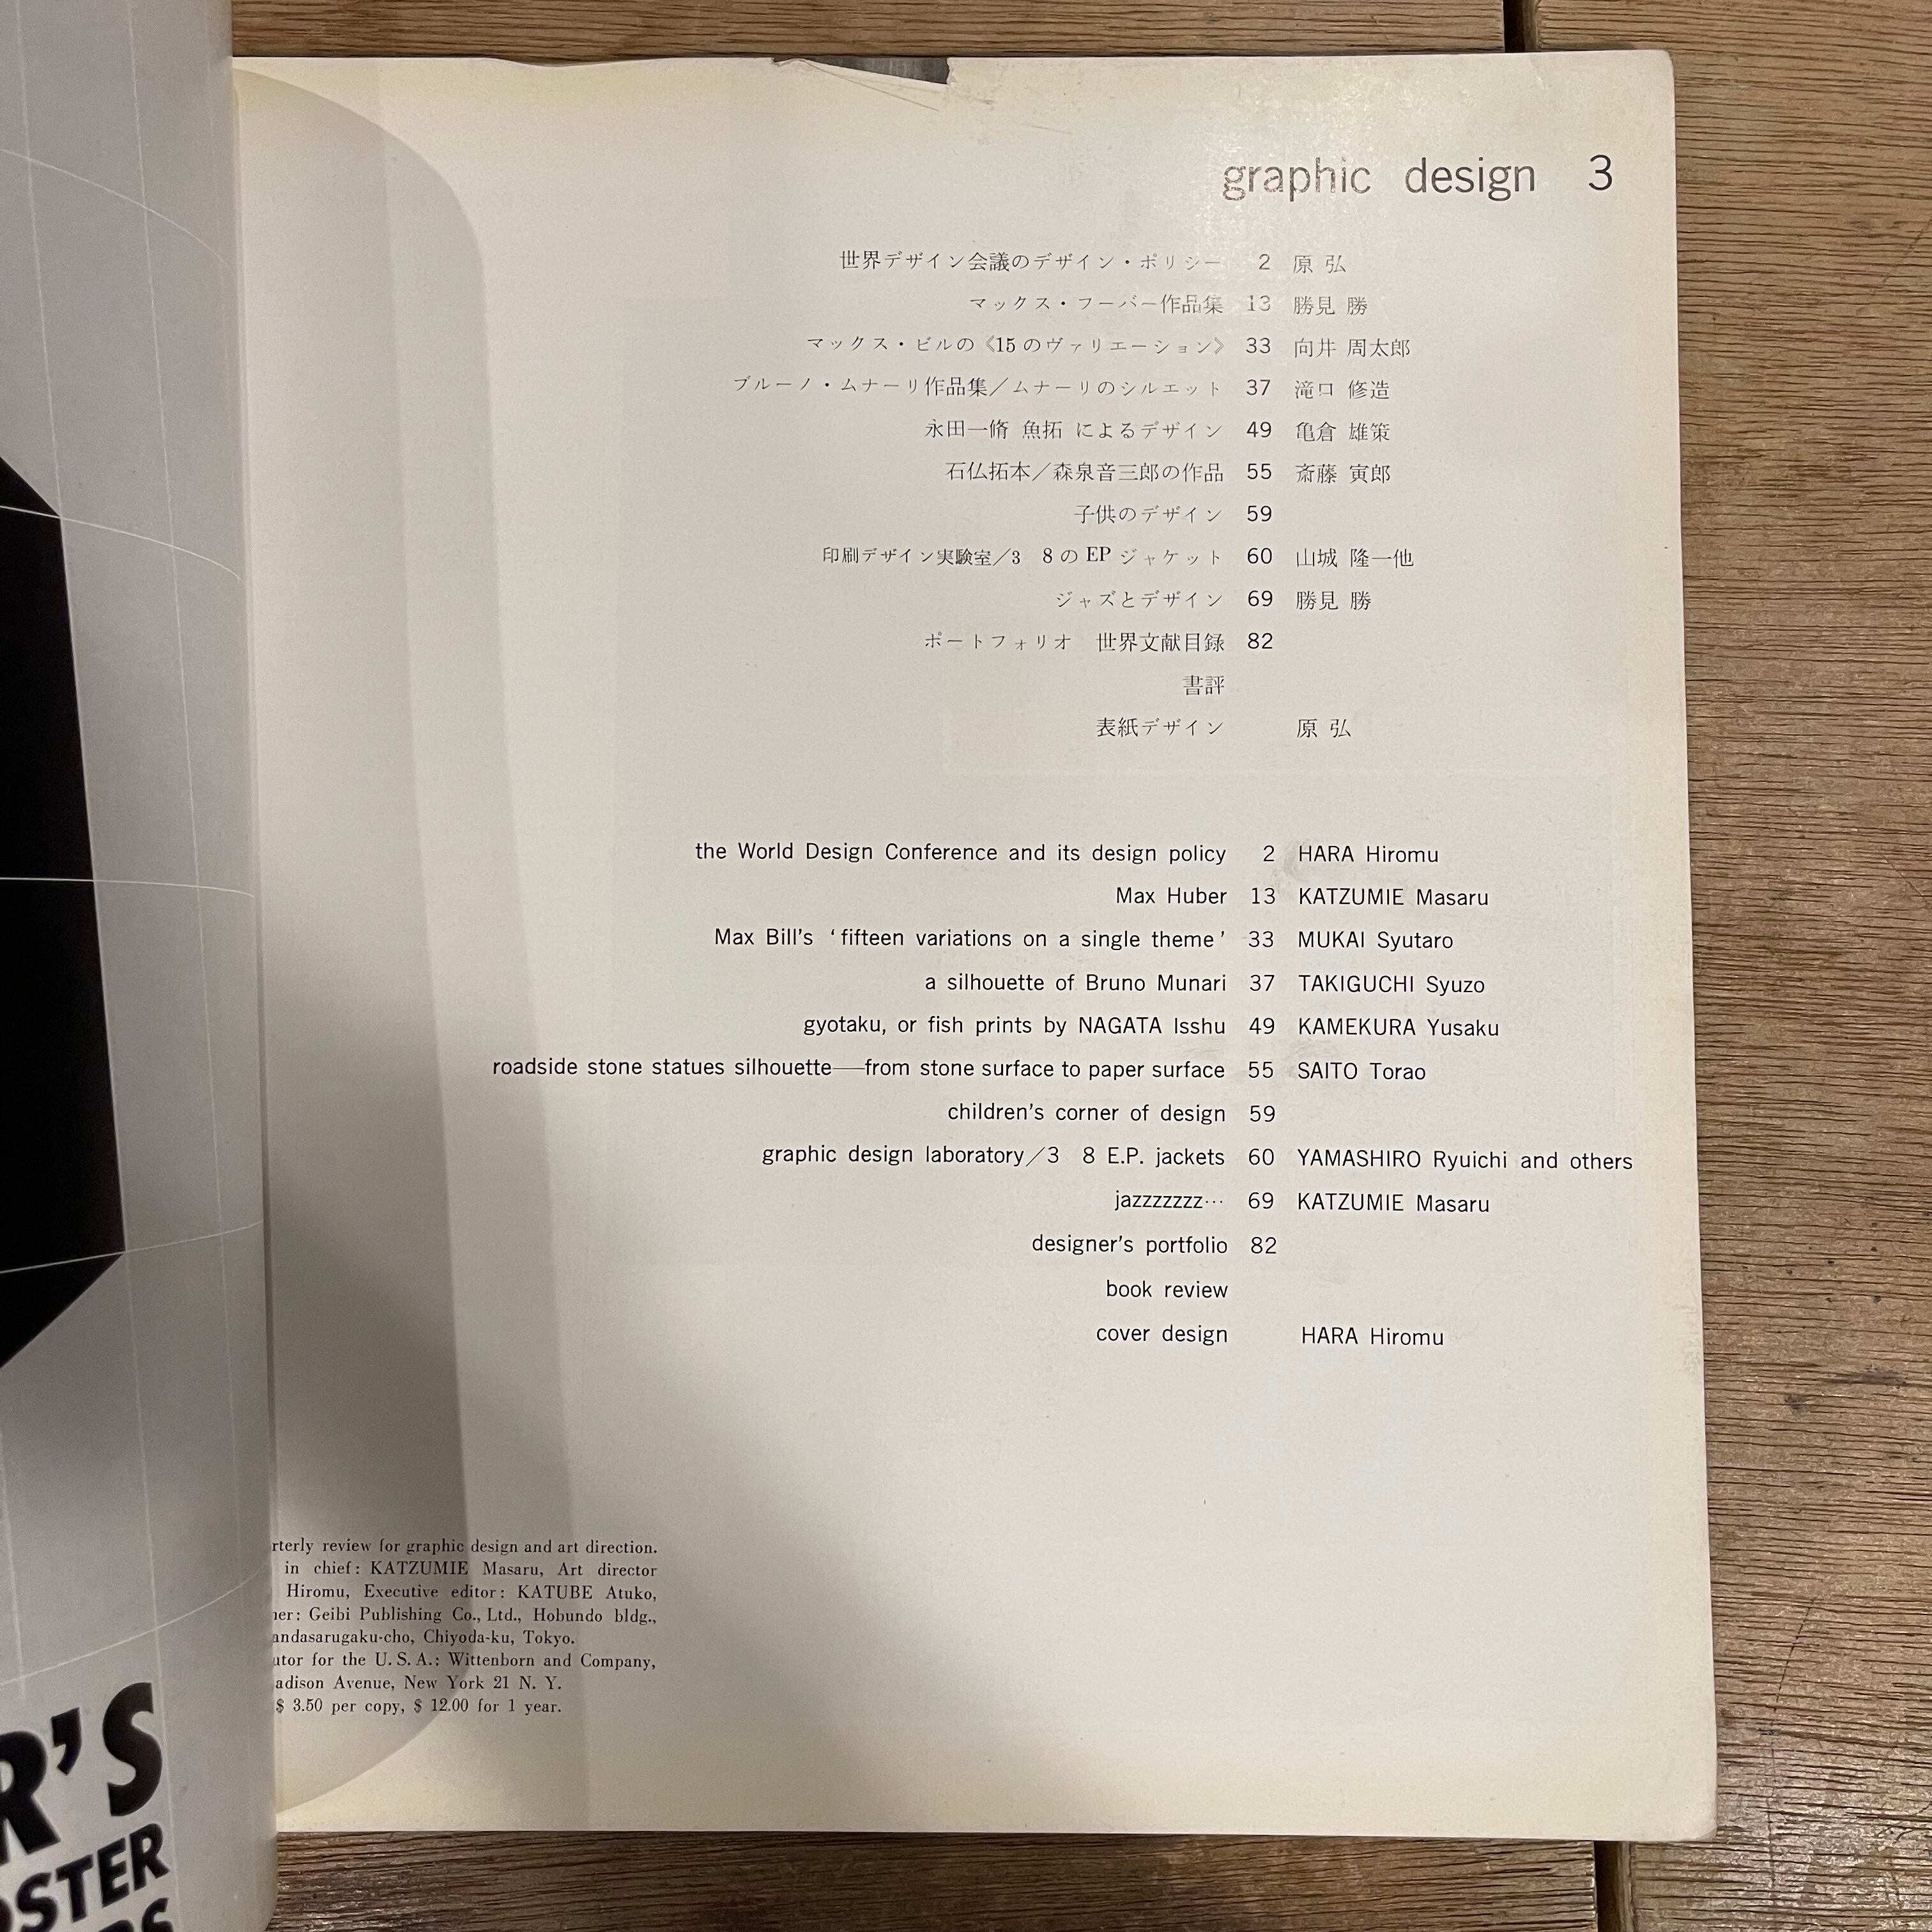 graphic design 3
世界デザイン会議のデザイン・ポリシー 2 原 弘
マックス・フーバー作品集 13 勝見 勝
マックス・ビルの《15のヴァリエーション》 33 向井 周太郎
ブルーノ・ムナーリ作品集／ムナーリのシルエット 37 滝口 修造
永田一脩 魚拓 によるデザイン 49 亀倉 雄策
石仏拓本／森泉音三郎の作品 55 斎藤 寅郎
子供のデザイン 59
印刷デザイン実験室／3 8のEPジャケット 60 山城 隆一他
ジャズとデザイン 69 勝見 勝
ポートフォリオ 世界文献目録 82
書評
表紙デザイン 原 弘
the World Design Conference and its design policy 2 HARA Hiromu
Max Huber 13 KATZUMIE Masaru
Max Bill's ‘fifteen variations on a single theme’ 33 MUKAI Syutaro
a silhouette of Bruno Munari 37 TAKIGUCHI Syuzo
gyotaku, or fish prints by NAGATA Isshu 49 KAMEKURA Yusaku
roadside stone statues silhouette──from stone surface to paper surface 55 SAITO Torao
children's corner of design 59
graphic design laboratory／3 8 E.P. jackets 60 YAMASHIRO Ryuichi and others
jazzzzzzz… 69 KATZUMIE Masaru
designer's portfolio 82
book review
cover design HARA Hiromu
rterly review for graphic design and art direction.
in chief: KATZUMIE Masaru, Art director
Hiromu, Executive editor: KATUBE Atuko,
her: Geibi Publishing Co., Ltd., Hobundo bldg.,
andasarugaku-cho, Chiyoda-ku, Tokyo.
utor for the U. S. A.: Wittenborn and Company,
adison Avenue, New York 21 N. Y.
$ 3.50 per copy, $ 12.00 for 1 year.
R'S
OSTER